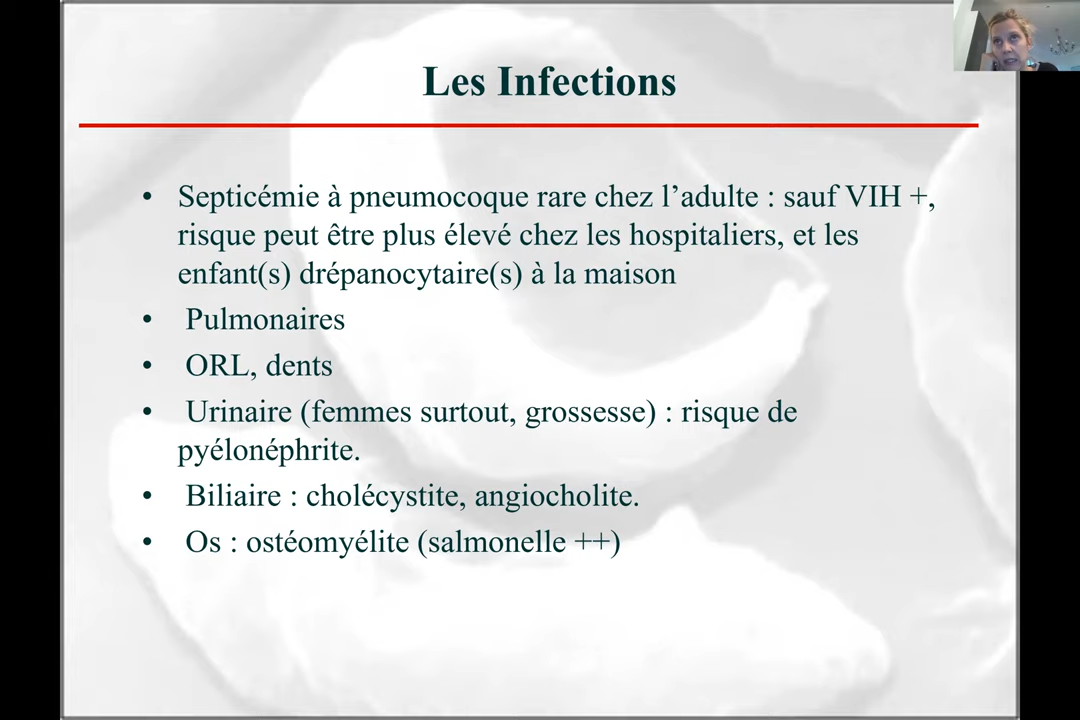 Les Infections
• Septicémie à pneumocoque rare chez l’adulte : sauf VIH +,
risque peut être plus élevé chez les hospitaliers, et les
enfant(s) drépanocytaire(s) à la maison
• Pulmonaires
• ORL, dents
• Urinaire (femmes surtout, grossesse) : risque de
pyélonéphrite.
• Biliaire : cholécystite, angiocholite.
• Os : ostéomyélite (salmonelle ++)